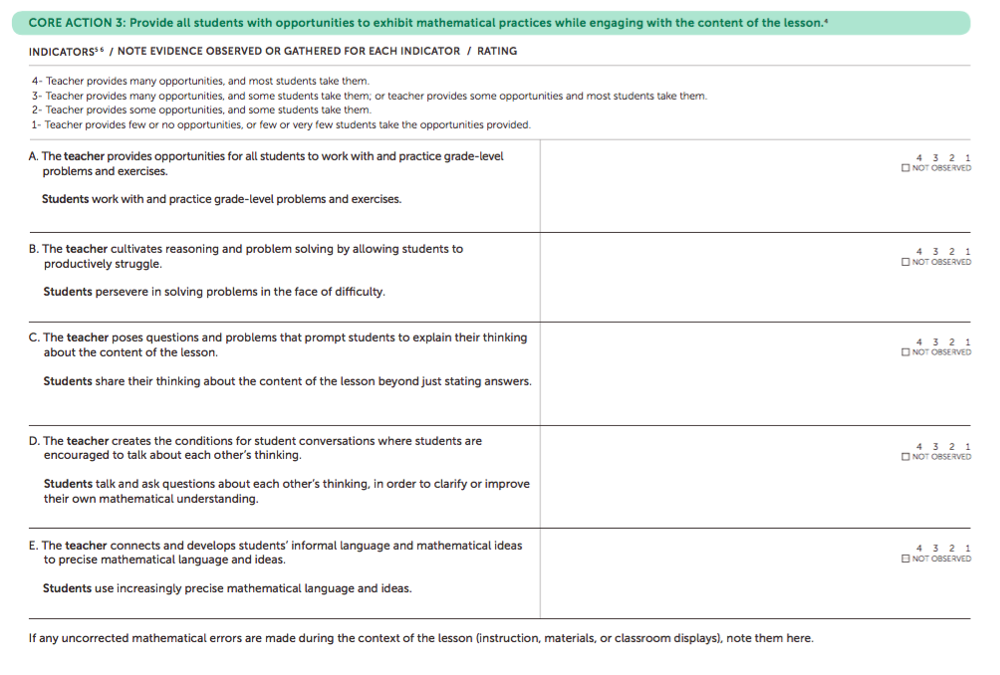 CORE ACTION 3: Provide all students with opportunities to exhibit mathematical practices while engaging with the content of the lesson.⁴
INDICATORS⁵ ⁶ / NOTE EVIDENCE OBSERVED OR GATHERED FOR EACH INDICATOR / RATING
4- Teacher provides many opportunities, and most students take them.
3- Teacher provides many opportunities, and some students take them; or teacher provides some opportunities and most students take them.
2- Teacher provides some opportunities, and some students take them.
1- Teacher provides few or no opportunities, or few or very few students take the opportunities provided.
A. The teacher provides opportunities for all students to work with and practice grade-level
problems and exercises.
Students work with and practice grade-level problems and exercises.
4 3 2 1
NOT OBSERVED
B. The teacher cultivates reasoning and problem solving by allowing students to
productively struggle.
Students persevere in solving problems in the face of difficulty.
4 3 2 1
NOT OBSERVED
C. The teacher poses questions and problems that prompt students to explain their thinking
about the content of the lesson.
Students share their thinking about the content of the lesson beyond just stating answers.
4 3 2 1
NOT OBSERVED
D. The teacher creates the conditions for student conversations where students are
encouraged to talk about each other's thinking.
Students talk and ask questions about each other's thinking, in order to clarify or improve
their own mathematical understanding.
4 3 2 1
NOT OBSERVED
E. The teacher connects and develops students' informal language and mathematical ideas
to precise mathematical language and ideas.
Students use increasingly precise mathematical language and ideas.
4 3 2 1
NOT OBSERVED
If any uncorrected mathematical errors are made during the context of the lesson (instruction, materials, or classroom displays), note them here.